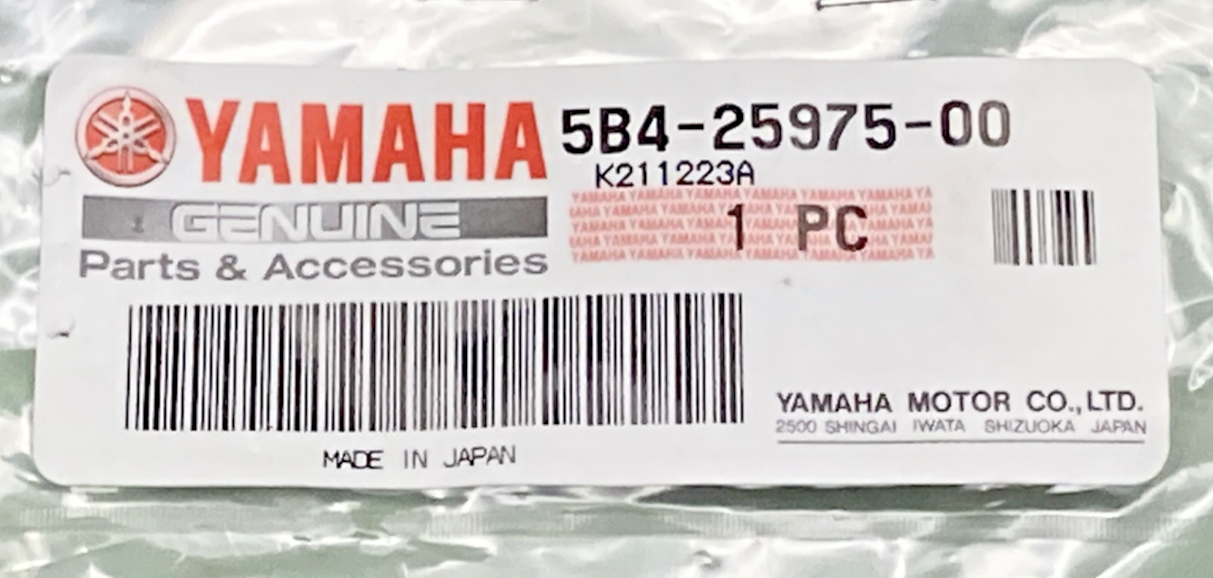 YAMAHA 5B4-25975-00
K211223A
GENUINE
1 PC
Parts & Accessories
YAMAHA MOTOR CO.,LTD.
2500 SHINGAI IWATA SHIZUOKA JAPAN
MADE IN JAPAN